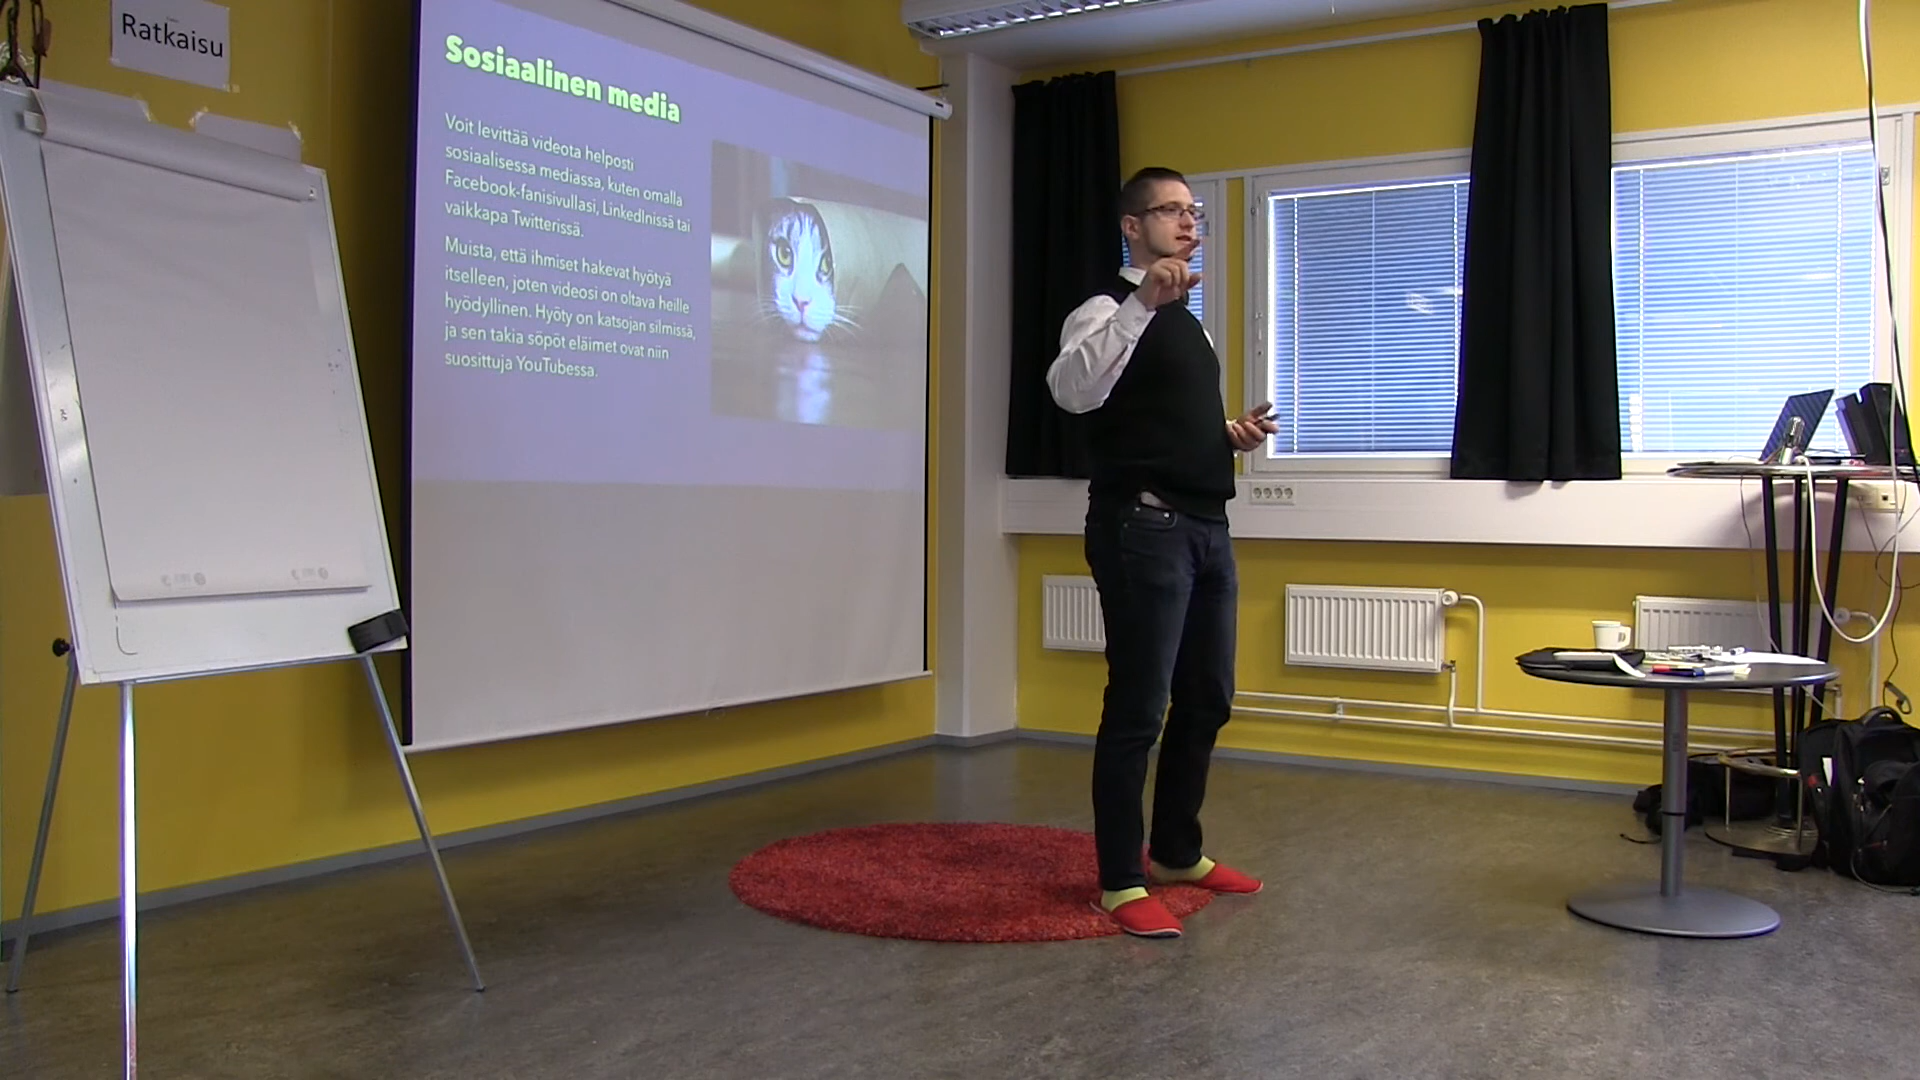 Ratkaisu
Sosiaalinen media
Voit levittää videota helposti
sosiaalisessa mediassa, kuten omalla
Facebook-fanisivullasi, LinkedInissä tai
vaikkapa Twitterissä.
Muista, että ihmiset hakevat hyötyä
itselleen, joten videosi on oltava heille
hyödyllinen. Hyöty on katsojan silmissä,
ja sen takia söpöt eläimet ovat niin
suosittuja YouTubessa.